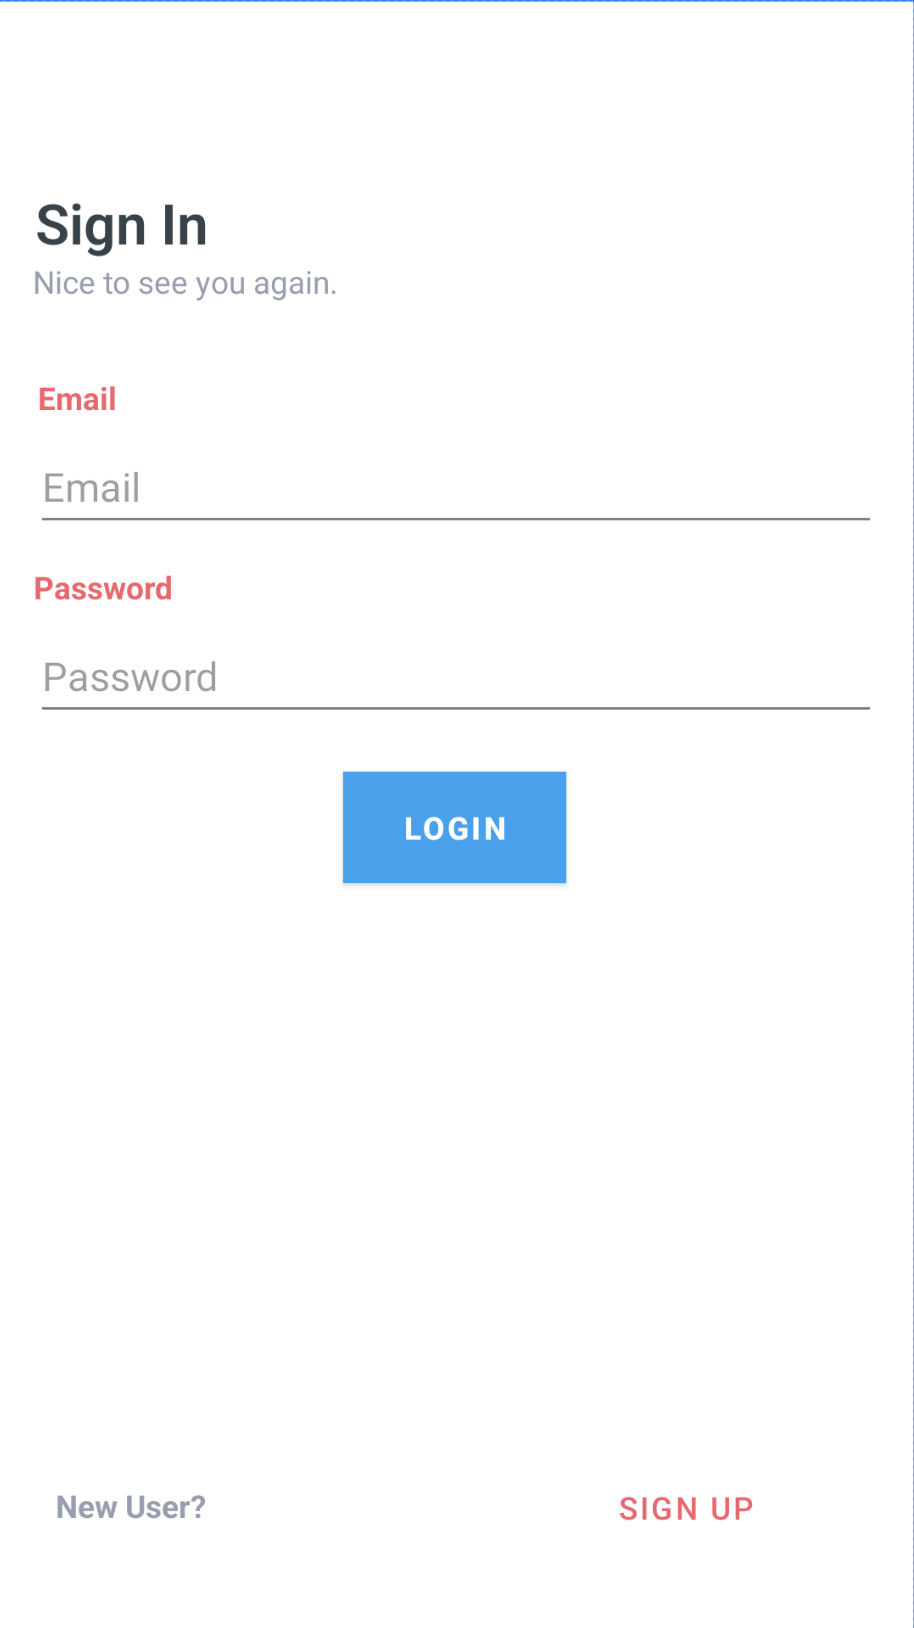 Sign In
Nice to see you again.
Email
Email
Password
Password
LOGIN
New User? SIGN UP